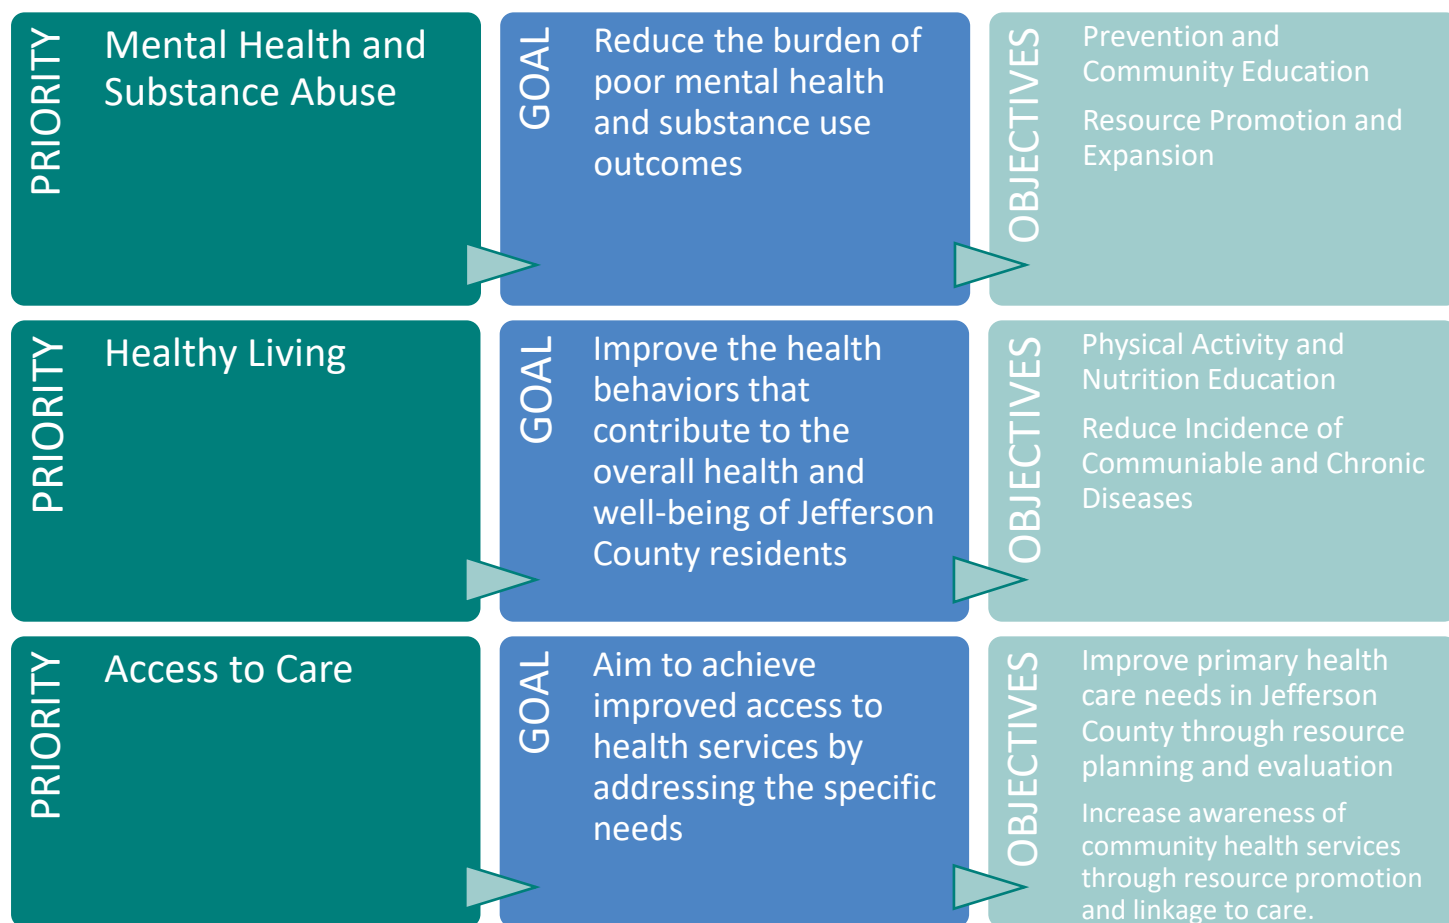 PRIORITY
Mental Health and
Substance Abuse
GOAL
Reduce the burden of
poor mental health
and substance use
outcomes
OBJECTIVES
Prevention and
Community Education
Resource Promotion and
Expansion
PRIORITY
Healthy Living
GOAL
Improve the health
behaviors that
contribute to the
overall health and
well-being of Jefferson
County residents
OBJECTIVES
Physical Activity and
Nutrition Education
Reduce Incidence of
Communiable and Chronic
Diseases
PRIORITY
Access to Care
GOAL
Aim to achieve
improved access to
health services by
addressing the specific
needs
OBJECTIVES
Improve primary health
care needs in Jefferson
County through resource
planning and evaluation
Increase awareness of
community health services
through resource promotion
and linkage to care.